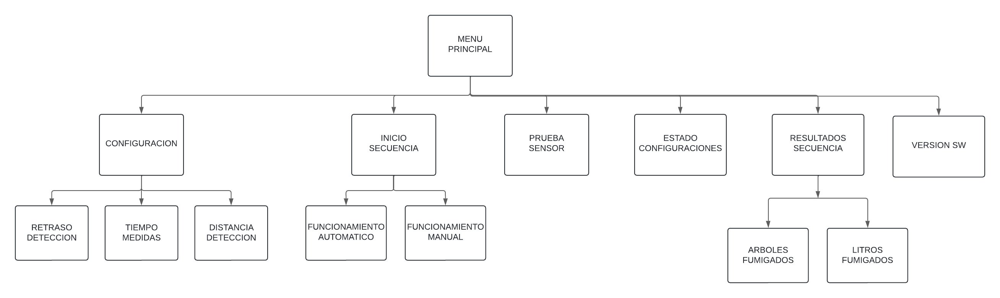 MENU
PRINCIPAL
CONFIGURACION
INICIO
SECUENCIA
PRUEBA
SENSOR
ESTADO
CONFIGURACIONES
RESULTADOS
SECUENCIA
VERSION SW
RETRASO
DETECCION
TIEMPO
MEDIDAS
DISTANCIA
DETECCION
FUNCIONAMIENTO
AUTOMATICO
FUNCIONAMIENTO
MANUAL
ARBOLES
FUMIGADOS
LITROS
FUMIGADOS